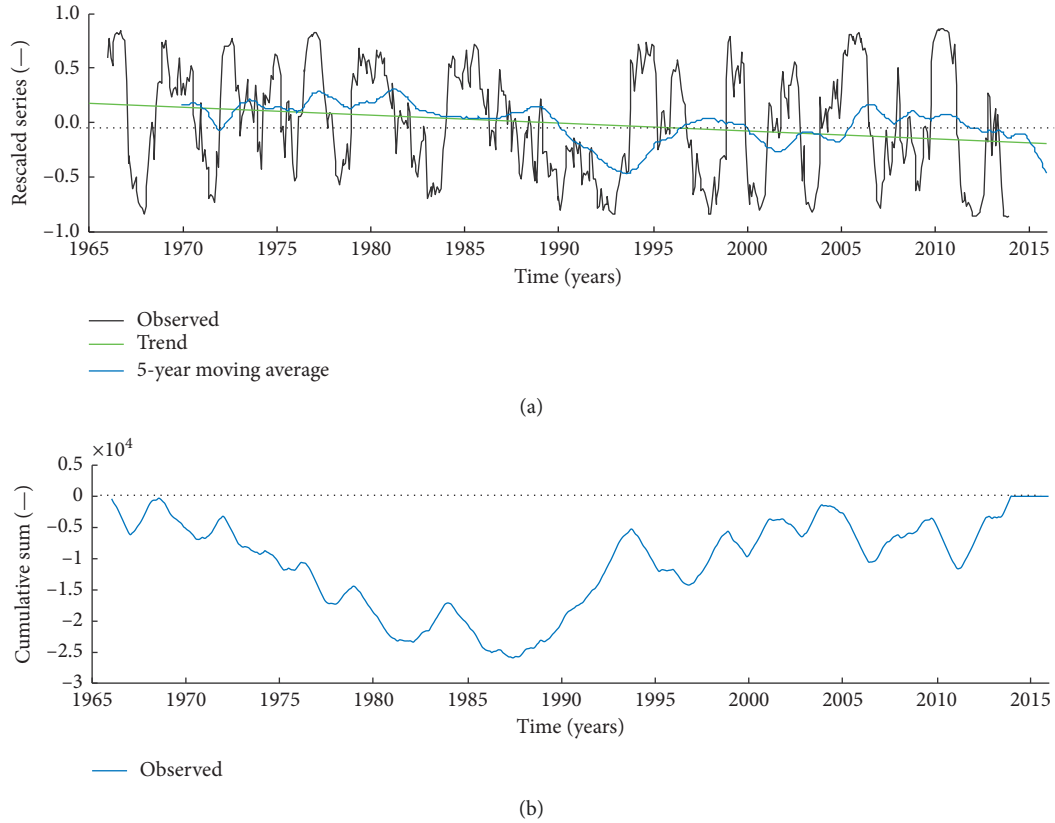 1.0
0.5
0.0
−0.5
−1.0
Rescaled series (—)
1965 1970 1975 1980 1985 1990 1995 2000 2005 2010 2015
Time (years)
Observed
Trend
5-year moving average
(a)
×10⁴
0.5
0
−0.5
−1
−1.5
−2
−2.5
−3
Cumulative sum (—)
1965 1970 1975 1980 1985 1990 1995 2000 2005 2010 2015
Time (years)
Observed
(b)